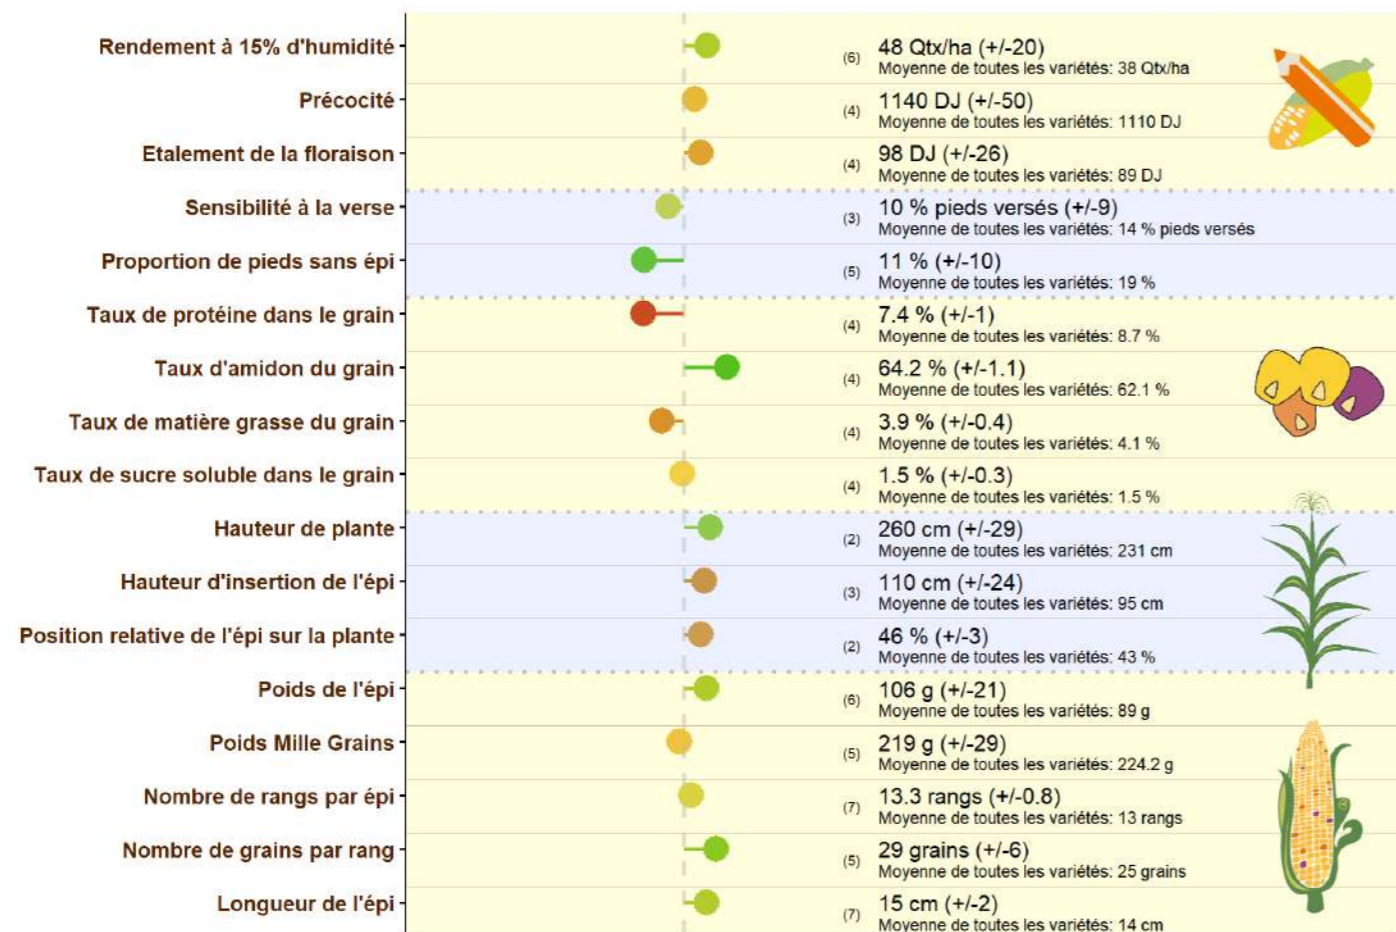 Rendement à 15% d'humidité
(6) 48 Qtx/ha (+/-20)
Moyenne de toutes les variétés: 38 Qtx/ha
Précocité
(4) 1140 DJ (+/-50)
Moyenne de toutes les variétés: 1110 DJ
Etalement de la floraison
(4) 98 DJ (+/-26)
Moyenne de toutes les variétés: 89 DJ
Sensibilité à la verse
(3) 10 % pieds versés (+/-9)
Moyenne de toutes les variétés: 14 % pieds versés
Proportion de pieds sans épi
(5) 11 % (+/-10)
Moyenne de toutes les variétés: 19 %
Taux de protéine dans le grain
(4) 7.4 % (+/-1)
Moyenne de toutes les variétés: 8.7 %
Taux d'amidon du grain
(4) 64.2 % (+/-1.1)
Moyenne de toutes les variétés: 62.1 %
Taux de matière grasse du grain
(4) 3.9 % (+/-0.4)
Moyenne de toutes les variétés: 4.1 %
Taux de sucre soluble dans le grain
(4) 1.5 % (+/-0.3)
Moyenne de toutes les variétés: 1.5 %
Hauteur de plante
(2) 260 cm (+/-29)
Moyenne de toutes les variétés: 231 cm
Hauteur d'insertion de l'épi
(3) 110 cm (+/-24)
Moyenne de toutes les variétés: 95 cm
Position relative de l'épi sur la plante
(2) 46 % (+/-3)
Moyenne de toutes les variétés: 43 %
Poids de l'épi
(6) 106 g (+/-21)
Moyenne de toutes les variétés: 89 g
Poids Mille Grains
(5) 219 g (+/-29)
Moyenne de toutes les variétés: 224.2 g
Nombre de rangs par épi
(7) 13.3 rangs (+/-0.8)
Moyenne de toutes les variétés: 13 rangs
Nombre de grains par rang
(5) 29 grains (+/-6)
Moyenne de toutes les variétés: 25 grains
Longueur de l'épi
(7) 15 cm (+/-2)
Moyenne de toutes les variétés: 14 cm